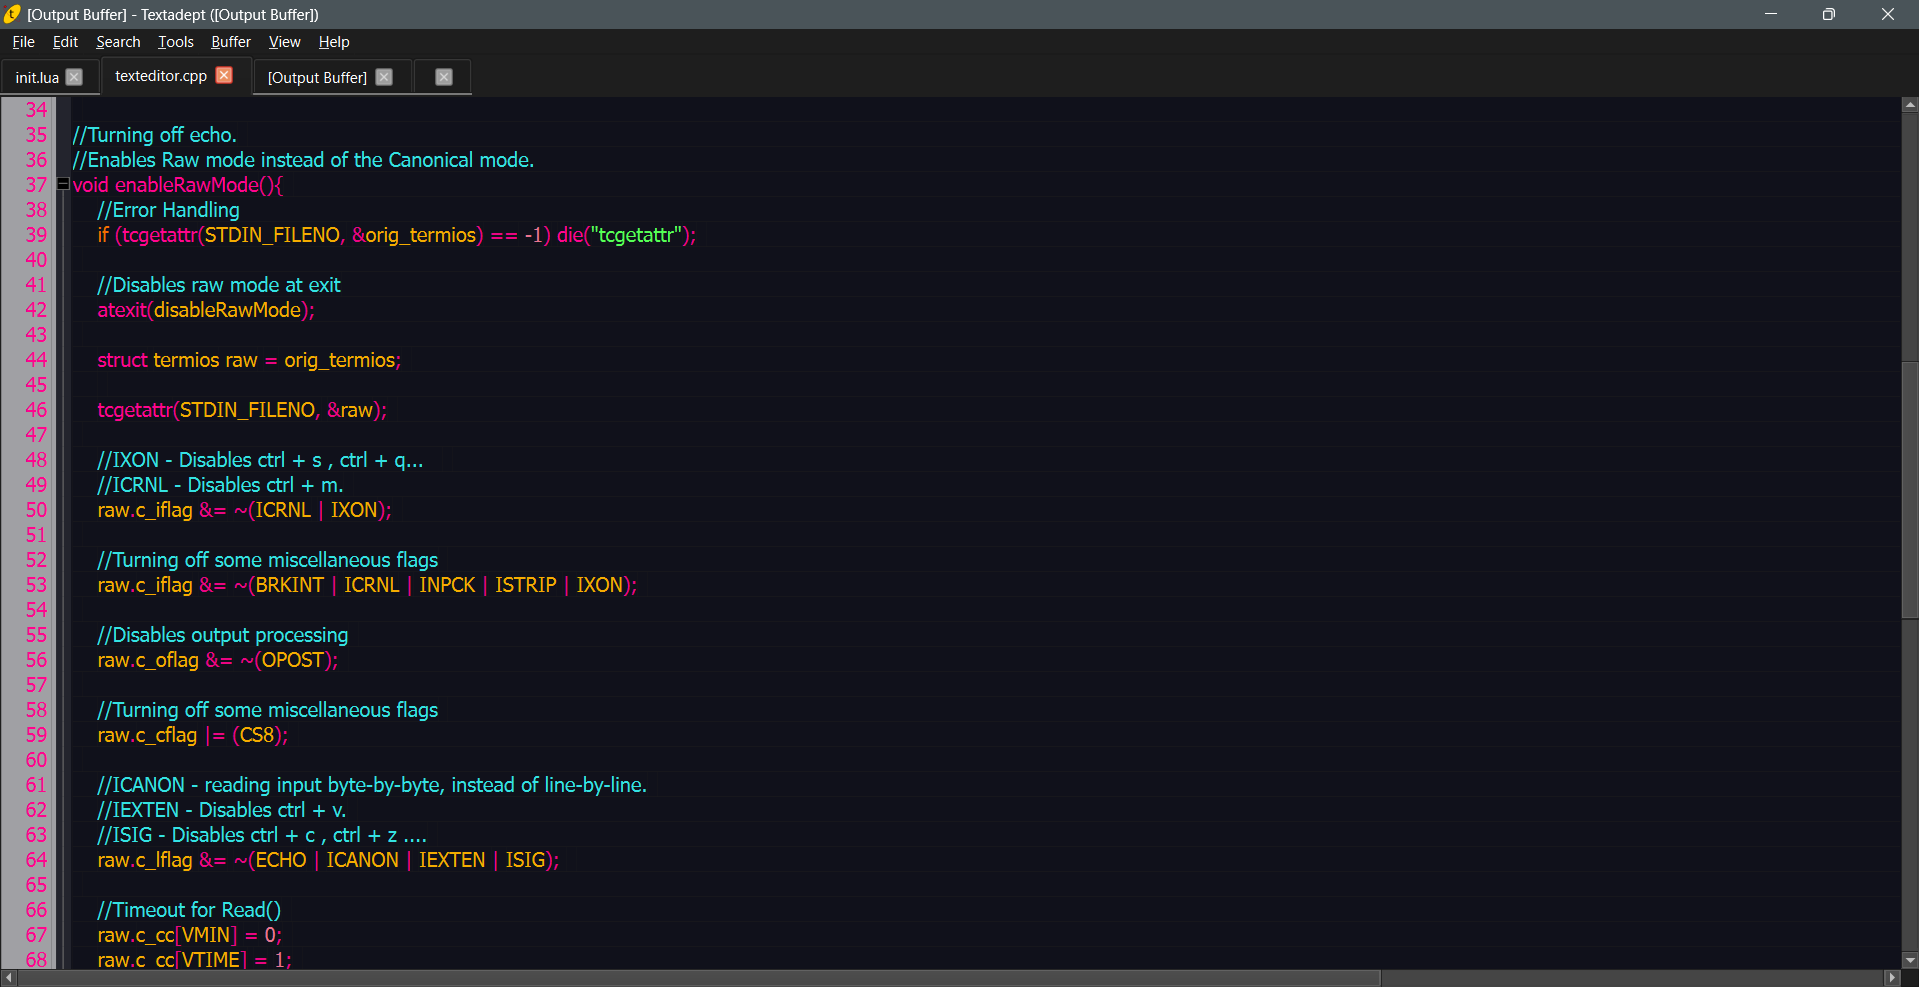 [Output Buffer] - Textadept ([Output Buffer])
File Edit Search Tools Buffer View Help
init.lua texteditor.cpp [Output Buffer]
34
35 //Turning off echo.
36 //Enables Raw mode instead of the Canonical mode.
37 void enableRawMode(){
38 //Error Handling
39 if (tcgetattr(STDIN_FILENO, &orig_termios) == -1) die("tcgetattr");
40
41 //Disables raw mode at exit
42 atexit(disableRawMode);
43
44 struct termios raw = orig_termios;
45
46 tcgetattr(STDIN_FILENO, &raw);
47
48 //IXON - Disables ctrl + s , ctrl + q...
49 //ICRNL - Disables ctrl + m.
50 raw.c_iflag &= ~(ICRNL | IXON);
51
52 //Turning off some miscellaneous flags
53 raw.c_iflag &= ~(BRKINT | ICRNL | INPCK | ISTRIP | IXON);
54
55 //Disables output processing
56 raw.c_oflag &= ~(OPOST);
57
58 //Turning off some miscellaneous flags
59 raw.c_cflag |= (CS8);
60
61 //ICANON - reading input byte-by-byte, instead of line-by-line.
62 //IEXTEN - Disables ctrl + v.
63 //ISIG - Disables ctrl + c , ctrl + z ....
64 raw.c_lflag &= ~(ECHO | ICANON | IEXTEN | ISIG);
65
66 //Timeout for Read()
67 raw.c_cc[VMIN] = 0;
68 raw.c_cc[VTIME] = 1;